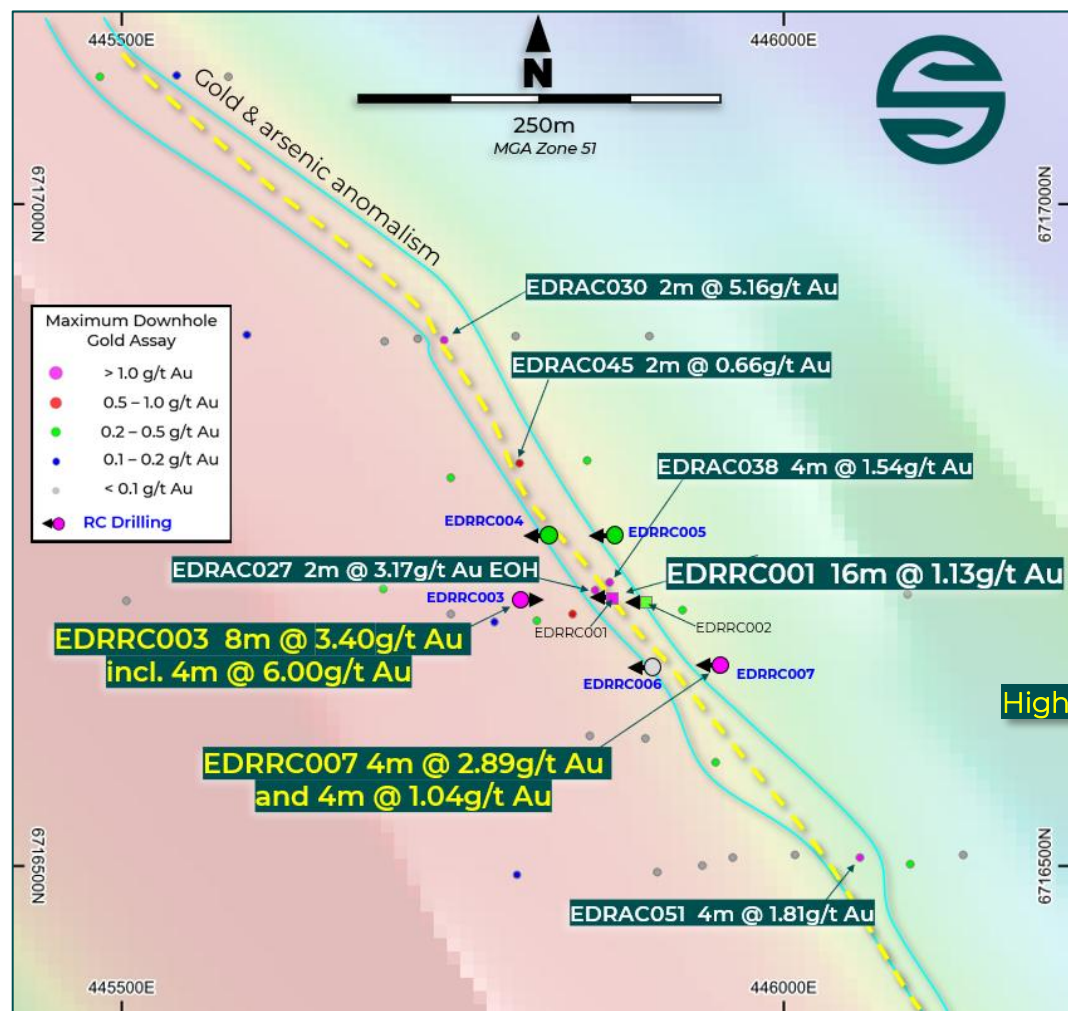 445500E
446000E
N
250m
MGA Zone 51
Gold & arsenic anomalism
6717000N
6717000N
EDRAC030 2m @ 5.16g/t Au
Maximum Downhole
Gold Assay
> 1.0 g/t Au
0.5 – 1.0 g/t Au
0.2 – 0.5 g/t Au
0.1 – 0.2 g/t Au
< 0.1 g/t Au
RC Drilling
EDRAC045 2m @ 0.66g/t Au
EDRAC038 4m @ 1.54g/t Au
EDRRC004
EDRRC005
EDRAC027 2m @ 3.17g/t Au EOH
EDRRC001 16m @ 1.13g/t Au
EDRRC003
EDRRC001
EDRRC002
EDRRC003 8m @ 3.40g/t Au
incl. 4m @ 6.00g/t Au
EDRRC006
EDRRC007
High
EDRRC007 4m @ 2.89g/t Au
and 4m @ 1.04g/t Au
6716500N
6716500N
EDRAC051 4m @ 1.81g/t Au
445500E
446000E